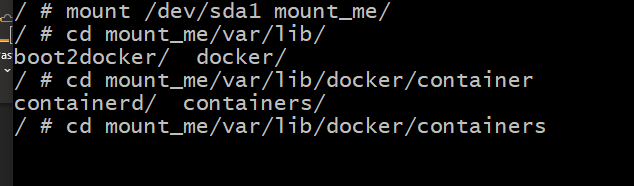 / # mount /dev/sda1 mount_me/
/ # cd mount_me/var/lib/
boot2docker/  docker/
/ # cd mount_me/var/lib/docker/container
containerd/  containers/
/ # cd mount_me/var/lib/docker/containers